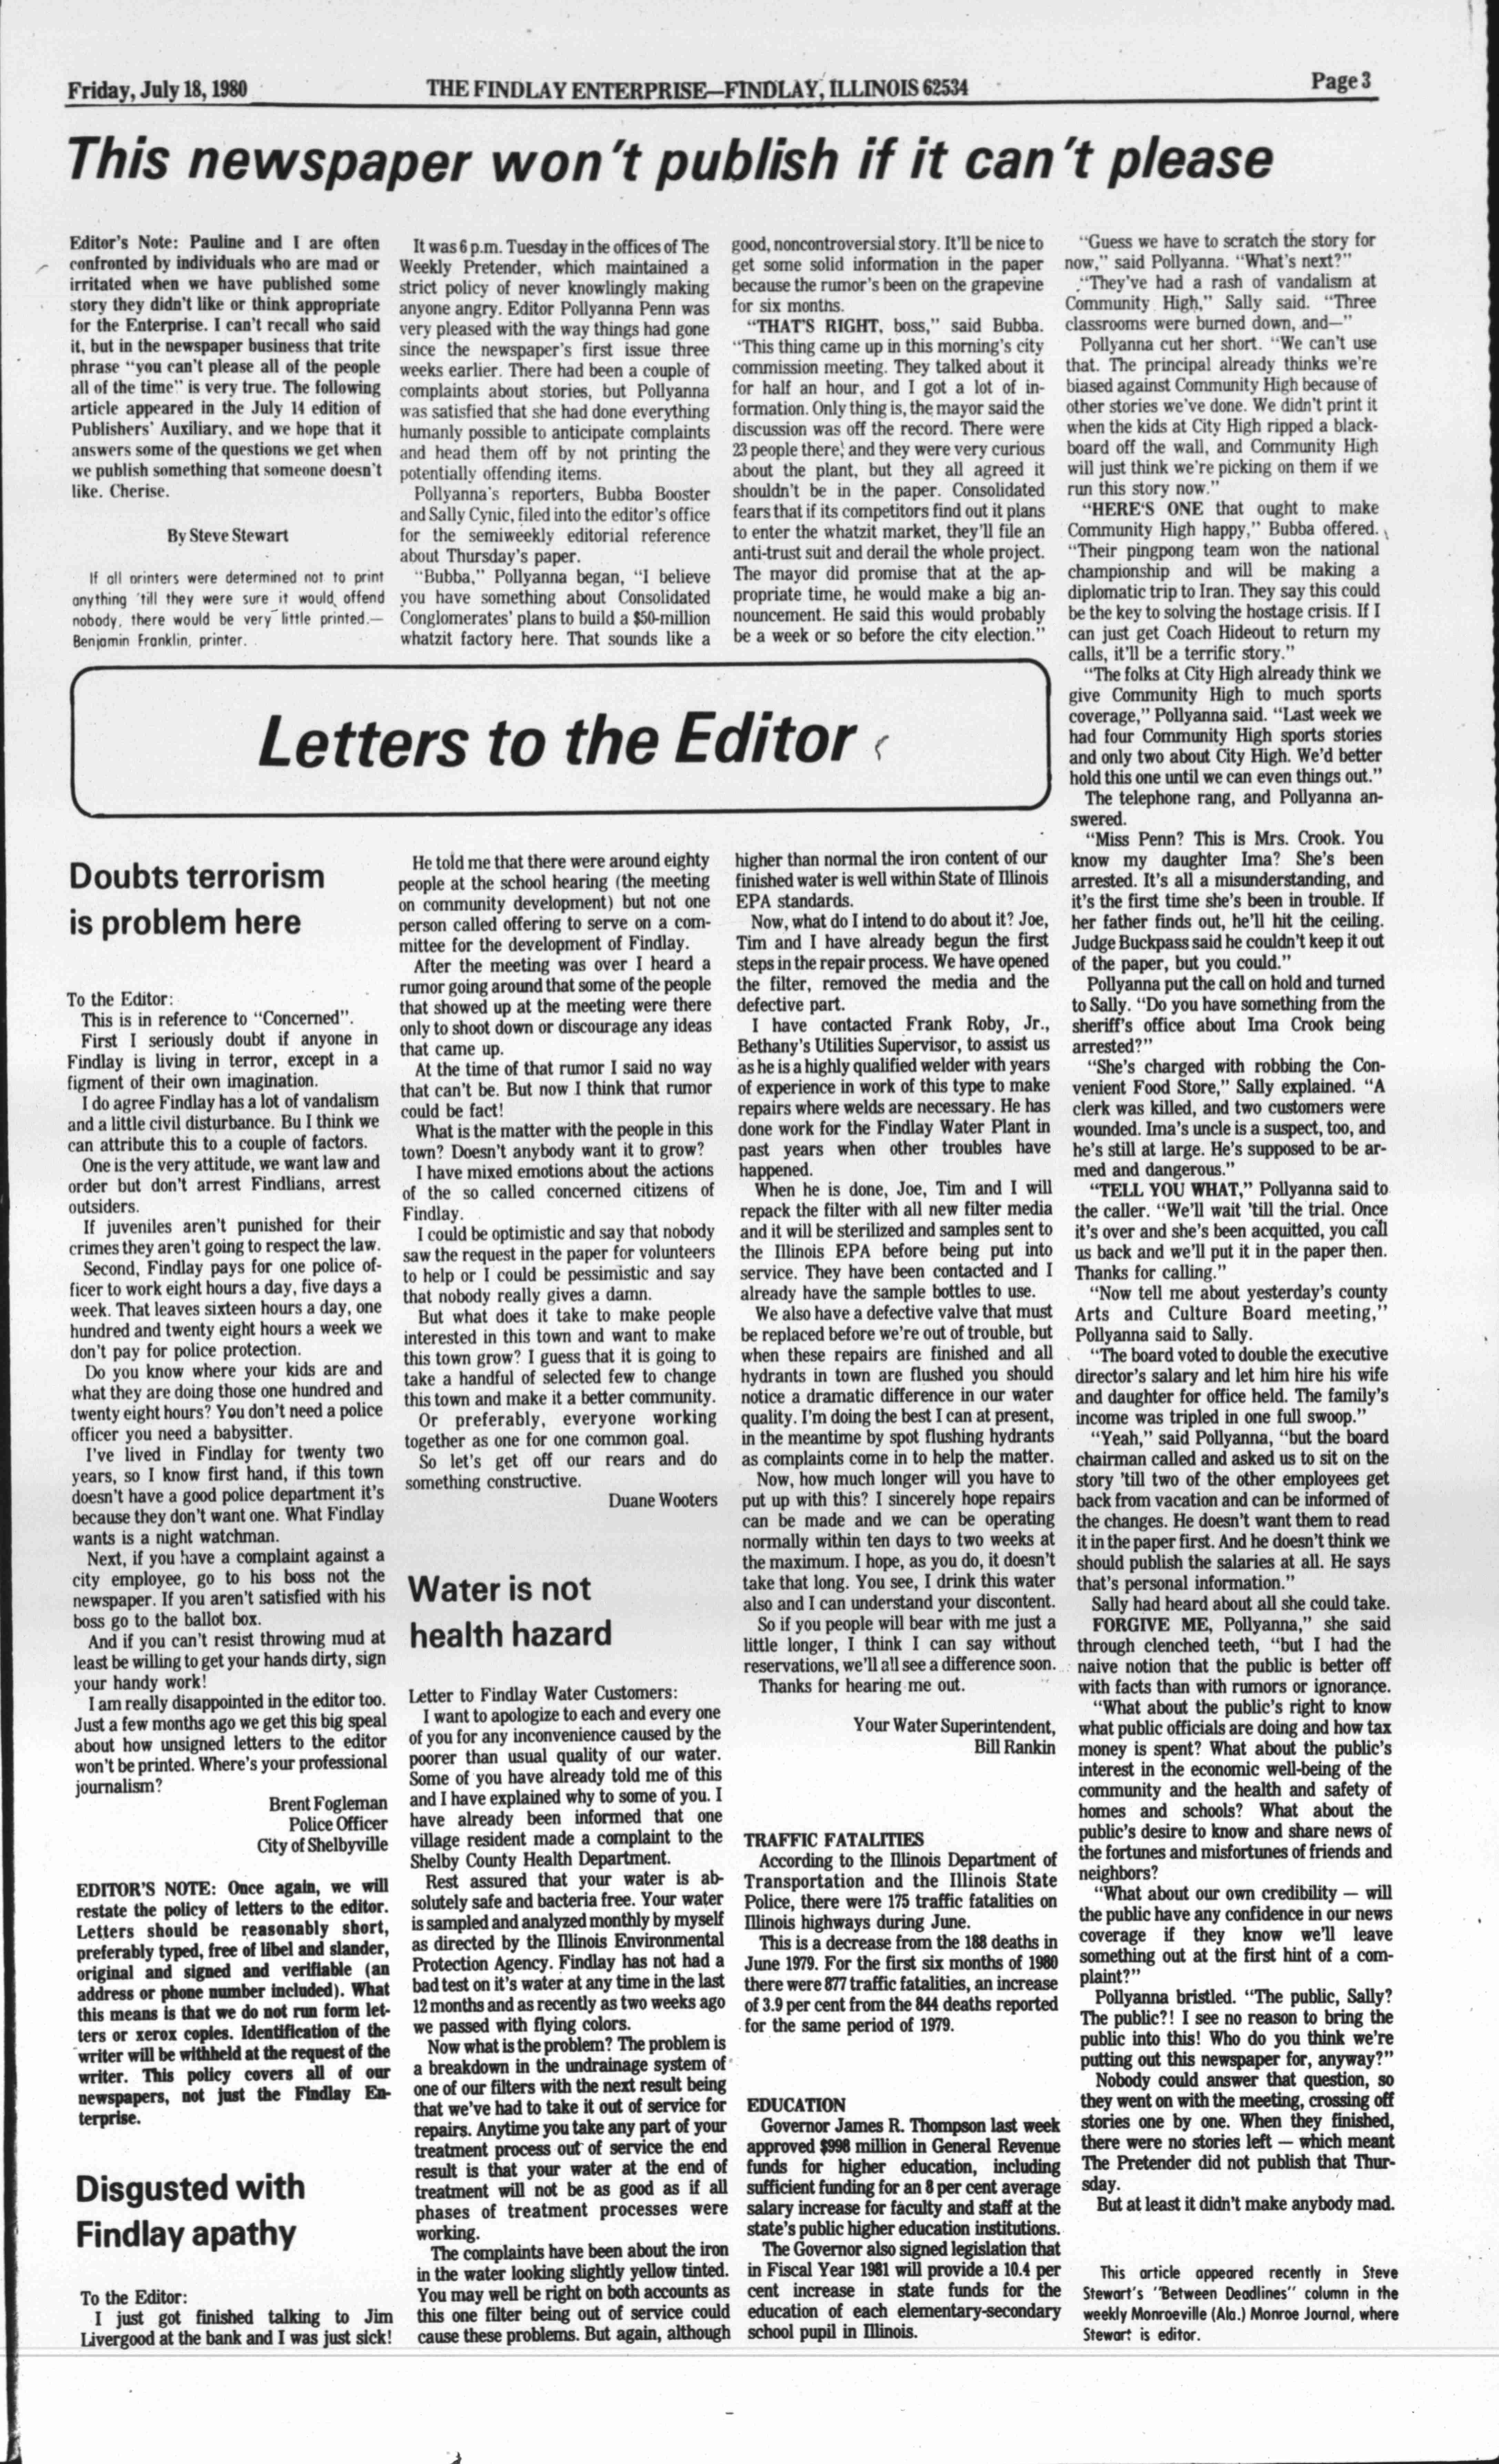 Friday, July 18, 1980
THE FINDLAY ENTERPRISE—FINDLAY, ILLINOIS 62534
Page 3
This newspaper won't publish if it can't please
Editor's Note: Pauline and I are often
confronted by individuals who are mad or
irritated when we have published some
story they didn't like or think appropriate
for the Enterprise. I can't recall who said
it, but in the newspaper business that trite
phrase "you can't please all of the people
all of the time" is very true. The following
article appeared in the July 14 edition of
Publishers' Auxiliary, and we hope that it
answers some of the questions we get when
we publish something that someone doesn't
like. Cherise.
By Steve Stewart
If all printers were determined not to print
anything 'till they were sure it would offend
nobody, there would be very little printed.—
Benjamin Franklin, printer.
It was 6 p.m. Tuesday in the offices of The
Weekly Pretender, which maintained a
strict policy of never knowlingly making
anyone angry. Editor Pollyanna Penn was
very pleased with the way things had gone
since the newspaper's first issue three
weeks earlier. There had been a couple of
complaints about stories, but Pollyanna
was satisfied that she had done everything
humanly possible to anticipate complaints
and head them off by not printing the
potentially offending items.
Pollyanna's reporters, Bubba Booster
and Sally Cynic, filed into the editor's office
for the semiweekly editorial reference
about Thursday's paper.
"Bubba," Pollyanna began, "I believe
you have something about Consolidated
Conglomerates' plans to build a $50-million
whatzit factory here. That sounds like a
good, noncontroversial story. It'll be nice to
get some solid information in the paper
because the rumor's been on the grapevine
for six months.
"THAT'S RIGHT, boss," said Bubba.
"This thing came up in this morning's city
commission meeting. They talked about it
for half an hour, and I got a lot of in-
formation. Only thing is, the mayor said the
discussion was off the record. There were
23 people there, and they were very curious
about the plant, but they all agreed it
shouldn't be in the paper. Consolidated
fears that if its competitors find out it plans
to enter the whatzit market, they'll file an
anti-trust suit and derail the whole project.
The mayor did promise that at the ap-
propriate time, he would make a big an-
nouncement. He said this would probably
be a week or so before the city election."
"Guess we have to scratch the story for
now," said Pollyanna. "What's next?"
"They've had a rash of vandalism at
Community High," Sally said. "Three
classrooms were burned down, and—"
Pollyanna cut her short. "We can't use
that. The principal already thinks we're
biased against Community High because of
other stories we've done. We didn't print it
when the kids at City High ripped a black-
board off the wall, and Community High
will just think we're picking on them if we
run this story now."
"HERE'S ONE that ought to make
Community High happy," Bubba offered.
"Their pingpong team won the national
championship and will be making a
diplomatic trip to Iran. They say this could
be the key to solving the hostage crisis. If I
can just get Coach Hideout to return my
calls, it'll be a terrific story."
"The folks at City High already think we
give Community High to much sports
coverage," Pollyanna said. "Last week we
had four Community High sports stories
and only two about City High. We'd better
hold this one until we can even things out."
The telephone rang, and Pollyanna an-
swered.
"Miss Penn? This is Mrs. Crook. You
know my daughter Ima? She's been
arrested. It's all a misunderstanding, and
it's the first time she's been in trouble. If
her father finds out, he'll hit the ceiling.
Judge Buckpass said he couldn't keep it out
of the paper, but you could."
Pollyanna put the call on hold and turned
to Sally. "Do you have something from the
sheriff's office about Ima Crook being
arrested?"
"She's charged with robbing the Con-
venient Food Store," Sally explained. "A
clerk was killed, and two customers were
wounded. Ima's uncle is a suspect, too, and
he's still at large. He's supposed to be ar-
med and dangerous."
"TELL YOU WHAT," Pollyanna said to
the caller. "We'll wait 'till the trial. Once
it's over and she's been acquitted, you call
us back and we'll put it in the paper then.
Thanks for calling."
"Now tell me about yesterday's county
Arts and Culture Board meeting,"
Pollyanna said to Sally.
"The board voted to double the executive
director's salary and let him hire his wife
and daughter for office held. The family's
income was tripled in one full swoop."
"Yeah," said Pollyanna, "but the board
chairman called and asked us to sit on the
story 'till two of the other employees get
back from vacation and can be informed of
the changes. He doesn't want them to read
it in the paper first. And he doesn't think we
should publish the salaries at all. He says
that's personal information."
Sally had heard about all she could take.
FORGIVE ME, Pollyanna," she said
through clenched teeth, "but I had the
naive notion that the public is better off
with facts than with rumors or ignorance.
"What about the public's right to know
what public officials are doing and how tax
money is spent? What about the public's
interest in the economic well-being of the
community and the health and safety of
homes and schools? What about the
public's desire to know and share news of
the fortunes and misfortunes of friends and
neighbors?
"What about our own credibility — will
the public have any confidence in our news
coverage if they know we'll leave
something out at the first hint of a com-
plaint?"
Pollyanna bristled. "The public, Sally?
The public?! I see no reason to bring the
public into this! Who do you think we're
putting out this newspaper for, anyway?"
Nobody could answer that question, so
they went on with the meeting, crossing off
stories one by one. When they finished,
there were no stories left — which meant
The Pretender did not publish that Thur-
sday.
But at least it didn't make anybody mad.
This article appeared recently in Steve
Stewart's "Between Deadlines" column in the
weekly Monroeville (Ala.) Monroe Journal, where
Stewart is editor.
Letters to the Editor
Doubts terrorism
is problem here
To the Editor:
This is in reference to "Concerned".
First I seriously doubt if anyone in
Findlay is living in terror, except in a
figment of their own imagination.
I do agree Findlay has a lot of vandalism
and a little civil disturbance. Bu I think we
can attribute this to a couple of factors.
One is the very attitude, we want law and
order but don't arrest Findlians, arrest
outsiders.
If juveniles aren't punished for their
crimes they aren't going to respect the law.
Second, Findlay pays for one police of-
ficer to work eight hours a day, five days a
week. That leaves sixteen hours a day, one
hundred and twenty eight hours a week we
don't pay for police protection.
Do you know where your kids are and
what they are doing those one hundred and
twenty eight hours? You don't need a police
officer you need a babysitter.
I've lived in Findlay for twenty two
years, so I know first hand, if this town
doesn't have a good police department it's
because they don't want one. What Findlay
wants is a night watchman.
Next, if you have a complaint against a
city employee, go to his boss not the
newspaper. If you aren't satisfied with his
boss go to the ballot box.
And if you can't resist throwing mud at
least be willing to get your hands dirty, sign
your handy work!
I am really disappointed in the editor too.
Just a few months ago we get this big speal
about how unsigned letters to the editor
won't be printed. Where's your professional
journalism?
Brent Fogleman
Police Officer
City of Shelbyville
EDITOR'S NOTE: Once again, we will
restate the policy of letters to the editor.
Letters should be reasonably short,
preferably typed, free of libel and slander,
original and signed and verifiable (an
address or phone number included). What
this means is that we do not run form let-
ters or xerox copies. Identification of the
writer will be withheld at the request of the
writer. This policy covers all of our
newspapers, not just the Findlay En-
terprise.
Disgusted with
Findlay apathy
To the Editor:
I just got finished talking to Jim
Livergood at the bank and I was just sick!
He told me that there were around eighty
people at the school hearing (the meeting
on community development) but not one
person called offering to serve on a com-
mittee for the development of Findlay.
After the meeting was over I heard a
rumor going around that some of the people
that showed up at the meeting were there
only to shoot down or discourage any ideas
that came up.
At the time of that rumor I said no way
that can't be. But now I think that rumor
could be fact!
What is the matter with the people in this
town? Doesn't anybody want it to grow?
I have mixed emotions about the actions
of the so called concerned citizens of
Findlay.
I could be optimistic and say that nobody
saw the request in the paper for volunteers
to help or I could be pessimistic and say
that nobody really gives a damn.
But what does it take to make people
interested in this town and want to make
this town grow? I guess that it is going to
take a handful of selected few to change
this town and make it a better community.
Or preferably, everyone working
together as one for one common goal.
So let's get off our rears and do
something constructive.
Duane Wooters
Water is not
health hazard
Letter to Findlay Water Customers:
I want to apologize to each and every one
of you for any inconvenience caused by the
poorer than usual quality of our water.
Some of you have already told me of this
and I have explained why to some of you. I
have already been informed that one
village resident made a complaint to the
Shelby County Health Department.
Rest assured that your water is ab-
solutely safe and bacteria free. Your water
is sampled and analyzed monthly by myself
as directed by the Illinois Environmental
Protection Agency. Findlay has not had a
bad test on it's water at any time in the last
12 months and as recently as two weeks ago
we passed with flying colors.
Now what is the problem? The problem is
a breakdown in the undrainage system of
one of our filters with the next result being
that we've had to take it out of service for
repairs. Anytime you take any part of your
treatment process out of service the end
result is that your water at the end of
treatment will not be as good as if all
phases of treatment processes were
working.
The complaints have been about the iron
in the water looking slightly yellow tinted.
You may well be right on both accounts as
this one filter being out of service could
cause these problems. But again, although
higher than normal the iron content of our
finished water is well within State of Illinois
EPA standards.
Now, what do I intend to do about it? Joe,
Tim and I have already begun the first
steps in the repair process. We have opened
the filter, removed the media and the
defective part.
I have contacted Frank Roby, Jr.,
Bethany's Utilities Supervisor, to assist us
as he is a highly qualified welder with years
of experience in work of this type to make
repairs where welds are necessary. He has
done work for the Findlay Water Plant in
past years when other troubles have
happened.
When he is done, Joe, Tim and I will
repack the filter with all new filter media
and it will be sterilized and samples sent to
the Illinois EPA before being put into
service. They have been contacted and I
already have the sample bottles to use.
We also have a defective valve that must
be replaced before we're out of trouble, but
when these repairs are finished and all
hydrants in town are flushed you should
notice a dramatic difference in our water
quality. I'm doing the best I can at present,
in the meantime by spot flushing hydrants
as complaints come in to help the matter.
Now, how much longer will you have to
put up with this? I sincerely hope repairs
can be made and we can be operating
normally within ten days to two weeks at
the maximum. I hope, as you do, it doesn't
take that long. You see, I drink this water
also and I can understand your discontent.
So if you people will bear with me just a
little longer, I think I can say without
reservations, we'll all see a difference soon.
Thanks for hearing me out.
Your Water Superintendent,
Bill Rankin
TRAFFIC FATALITIES
According to the Illinois Department of
Transportation and the Illinois State
Police, there were 175 traffic fatalities on
Illinois highways during June.
This is a decrease from the 188 deaths in
June 1979. For the first six months of 1980
there were 877 traffic fatalities, an increase
of 3.9 per cent from the 844 deaths reported
for the same period of 1979.
EDUCATION
Governor James R. Thompson last week
approved $998 million in General Revenue
funds for higher education, including
sufficient funding for an 8 per cent average
salary increase for faculty and staff at the
state's public higher education institutions.
The Governor also signed legislation that
in Fiscal Year 1981 will provide a 10.4 per
cent increase in state funds for the
education of each elementary-secondary
school pupil in Illinois.